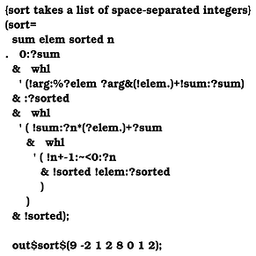 {sort takes a list of space-separated integers}
(sort=
sum elem sorted n
. 0:?sum
& whl
' (!arg:%?elem ?arg&(!elem.)+!sum:?sum)
& :?sorted
& whl
' ( !sum:?n*(?elem.)+?sum
& whl
' ( !n+-1:~<0:?n
& !sorted !elem:?sorted
)
)
& !sorted);
out$sort$(9 -2 1 2 8 0 1 2);